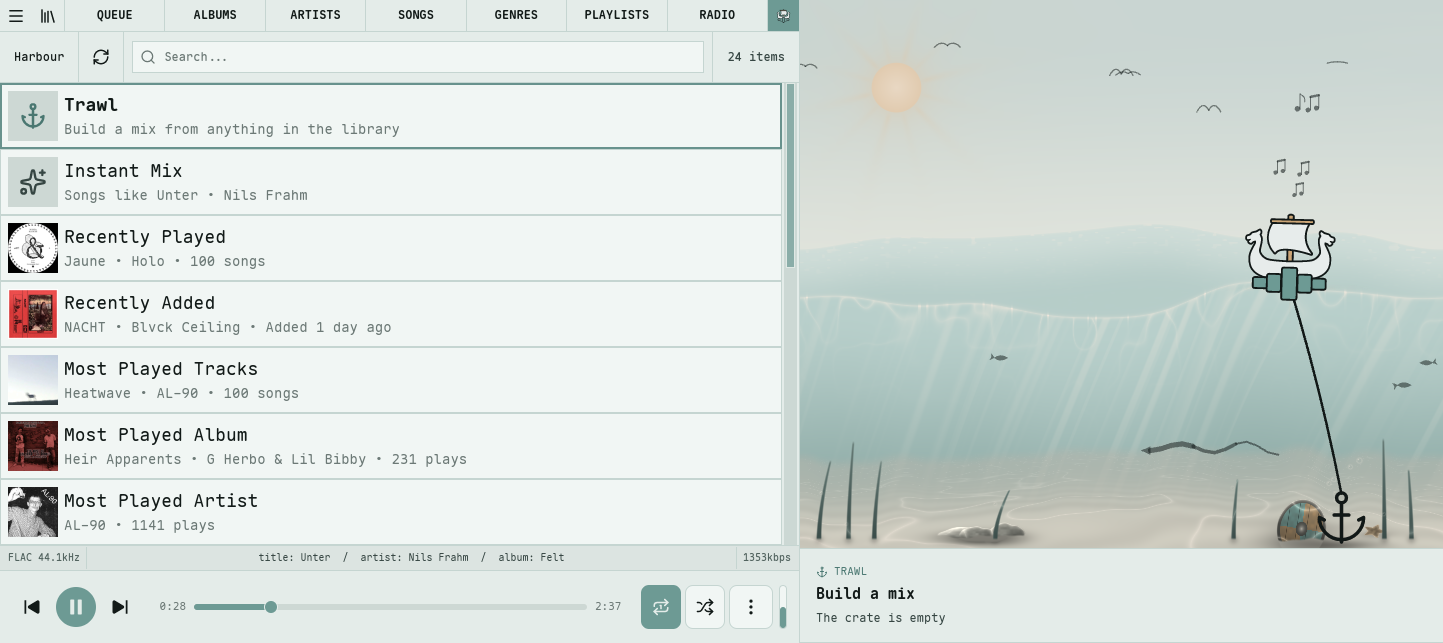 QUEUE ALBUMS ARTISTS SONGS GENRES PLAYLISTS RADIO
Harbour Search... 24 items
Trawl
Build a mix from anything in the library
Instant Mix
Songs like Unter • Nils Frahm
Recently Played
Jaune • Holo • 100 songs
Recently Added
NACHT • Blvck Ceiling • Added 1 day ago
Most Played Tracks
Heatwave • AL-90 • 100 songs
Most Played Album
Heir Apparents • G Herbo & Lil Bibby • 231 plays
Most Played Artist
AL-90 • 1141 plays
FLAC 44.1kHz title: Unter / artist: Nils Frahm / album: Felt 1353kbps
0:28 2:37
TRAWL
Build a mix
The crate is empty